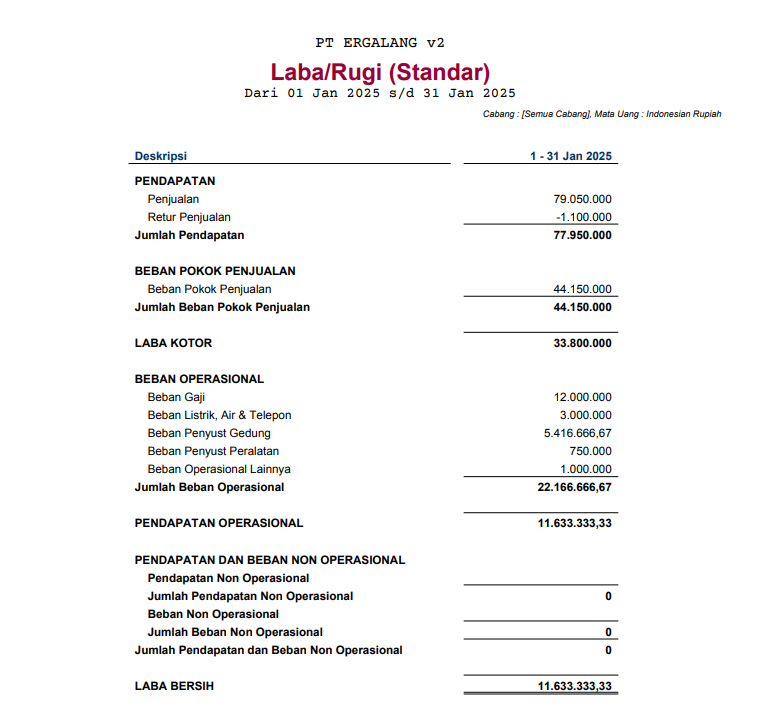 PT ERGALANG v2
Laba/Rugi (Standar)
Dari 01 Jan 2025 s/d 31 Jan 2025
Cabang : [Semua Cabang], Mata Uang : Indonesian Rupiah
Deskripsi 1 - 31 Jan 2025
PENDAPATAN
Penjualan 79.050.000
Retur Penjualan -1.100.000
Jumlah Pendapatan 77.950.000
BEBAN POKOK PENJUALAN
Beban Pokok Penjualan 44.150.000
Jumlah Beban Pokok Penjualan 44.150.000
LABA KOTOR 33.800.000
BEBAN OPERASIONAL
Beban Gaji 12.000.000
Beban Listrik, Air & Telepon 3.000.000
Beban Penyust Gedung 5.416.666,67
Beban Penyust Peralatan 750.000
Beban Operasional Lainnya 1.000.000
Jumlah Beban Operasional 22.166.666,67
PENDAPATAN OPERASIONAL 11.633.333,33
PENDAPATAN DAN BEBAN NON OPERASIONAL
Pendapatan Non Operasional
Jumlah Pendapatan Non Operasional 0
Beban Non Operasional
Jumlah Beban Non Operasional 0
Jumlah Pendapatan dan Beban Non Operasional 0
LABA BERSIH 11.633.333,33